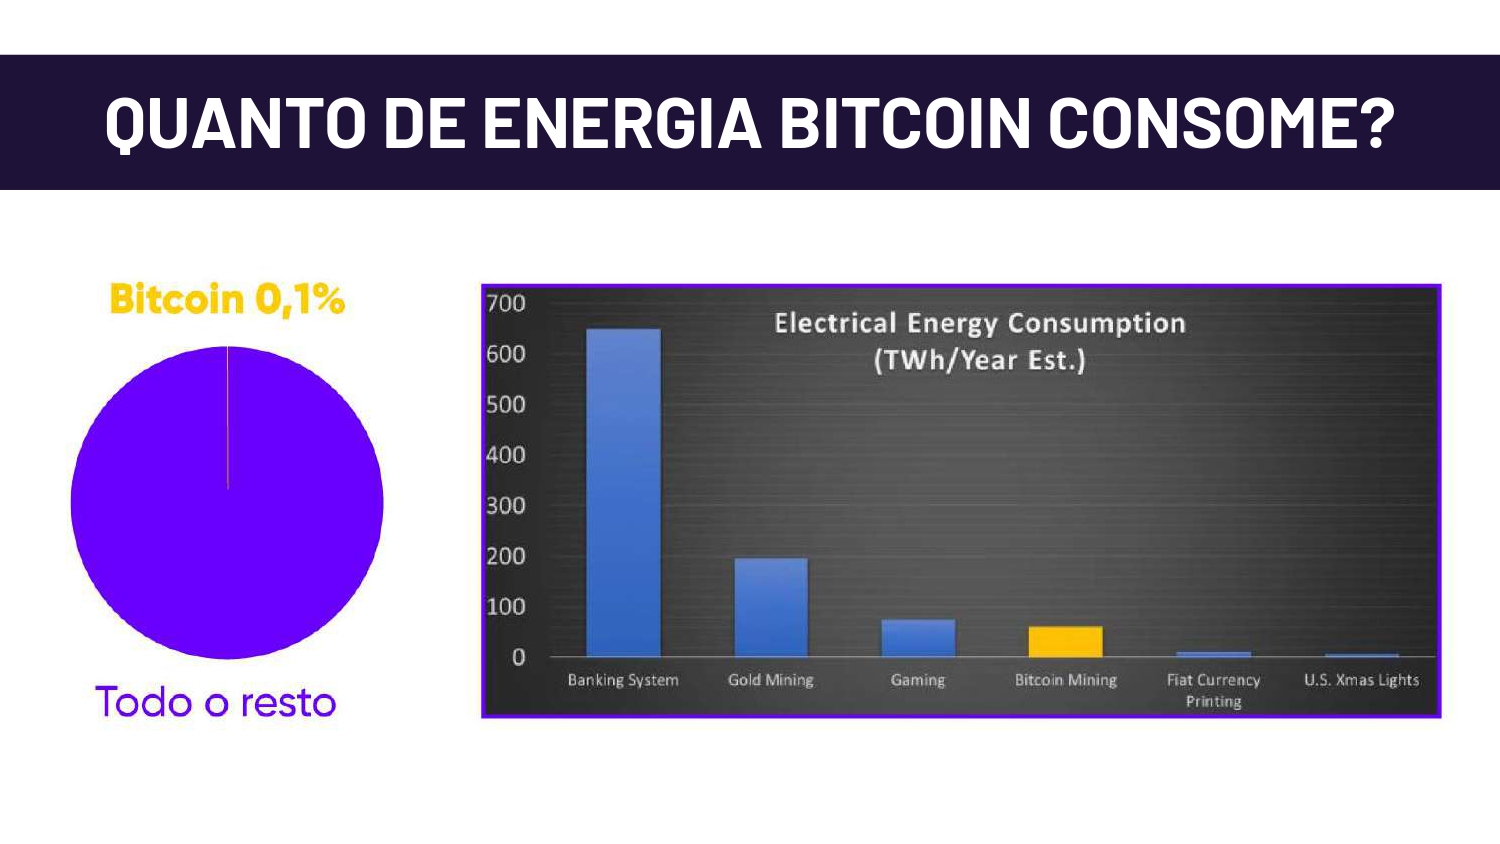 QUANTO DE ENERGIA BITCOIN CONSOME?
Bitcoin 0,1%
Todo o resto
Electrical Energy Consumption
(TWh/Year Est.)
700
600
500
400
300
200
100
0
Banking System
Gold Mining
Gaming
Bitcoin Mining
Fiat Currency
Printing
U.S. Xmas Lights